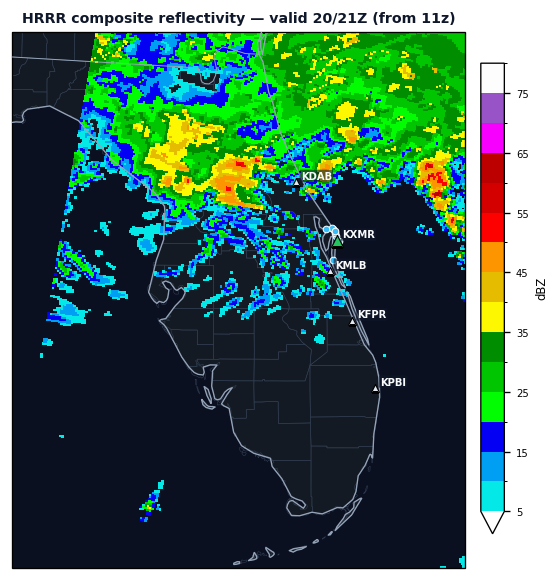 HRRR composite reflectivity — valid 20/21Z (from 11z)
KDAB
KXMR
KMLB
KFPR
KPBI
75
65
55
45
35
25
15
5
dBZ